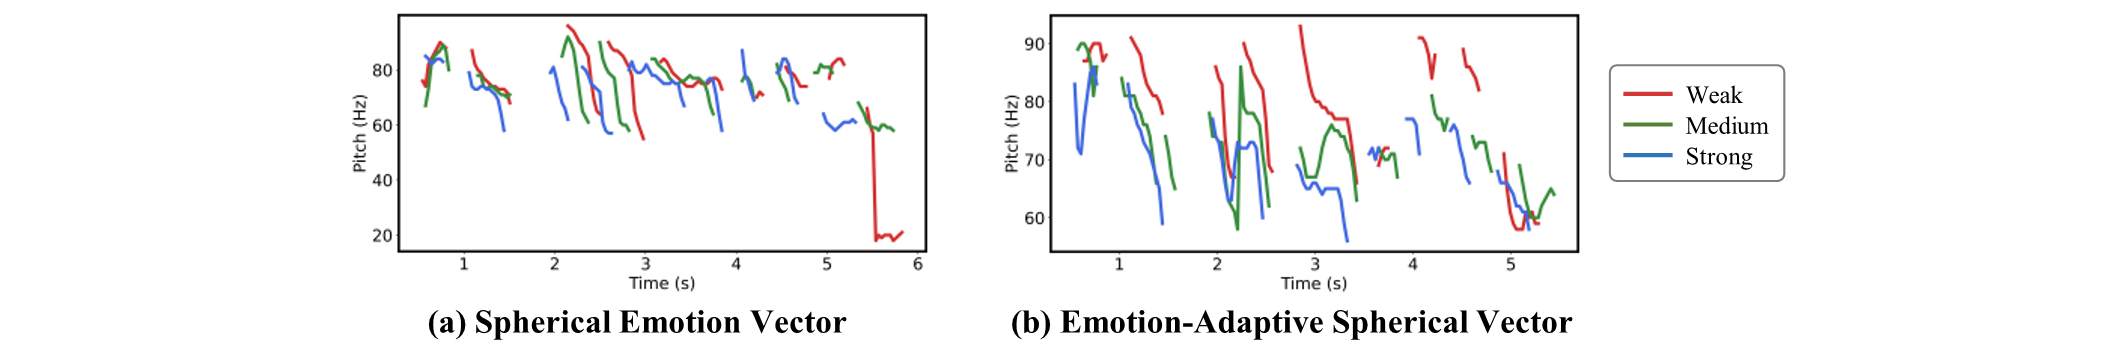 Pitch (Hz)
80
60
40
20
1 2 3 4 5 6
Time (s)
(a) Spherical Emotion Vector
Pitch (Hz)
90
80
70
60
1 2 3 4 5
Time (s)
(b) Emotion-Adaptive Spherical Vector
Weak
Medium
Strong